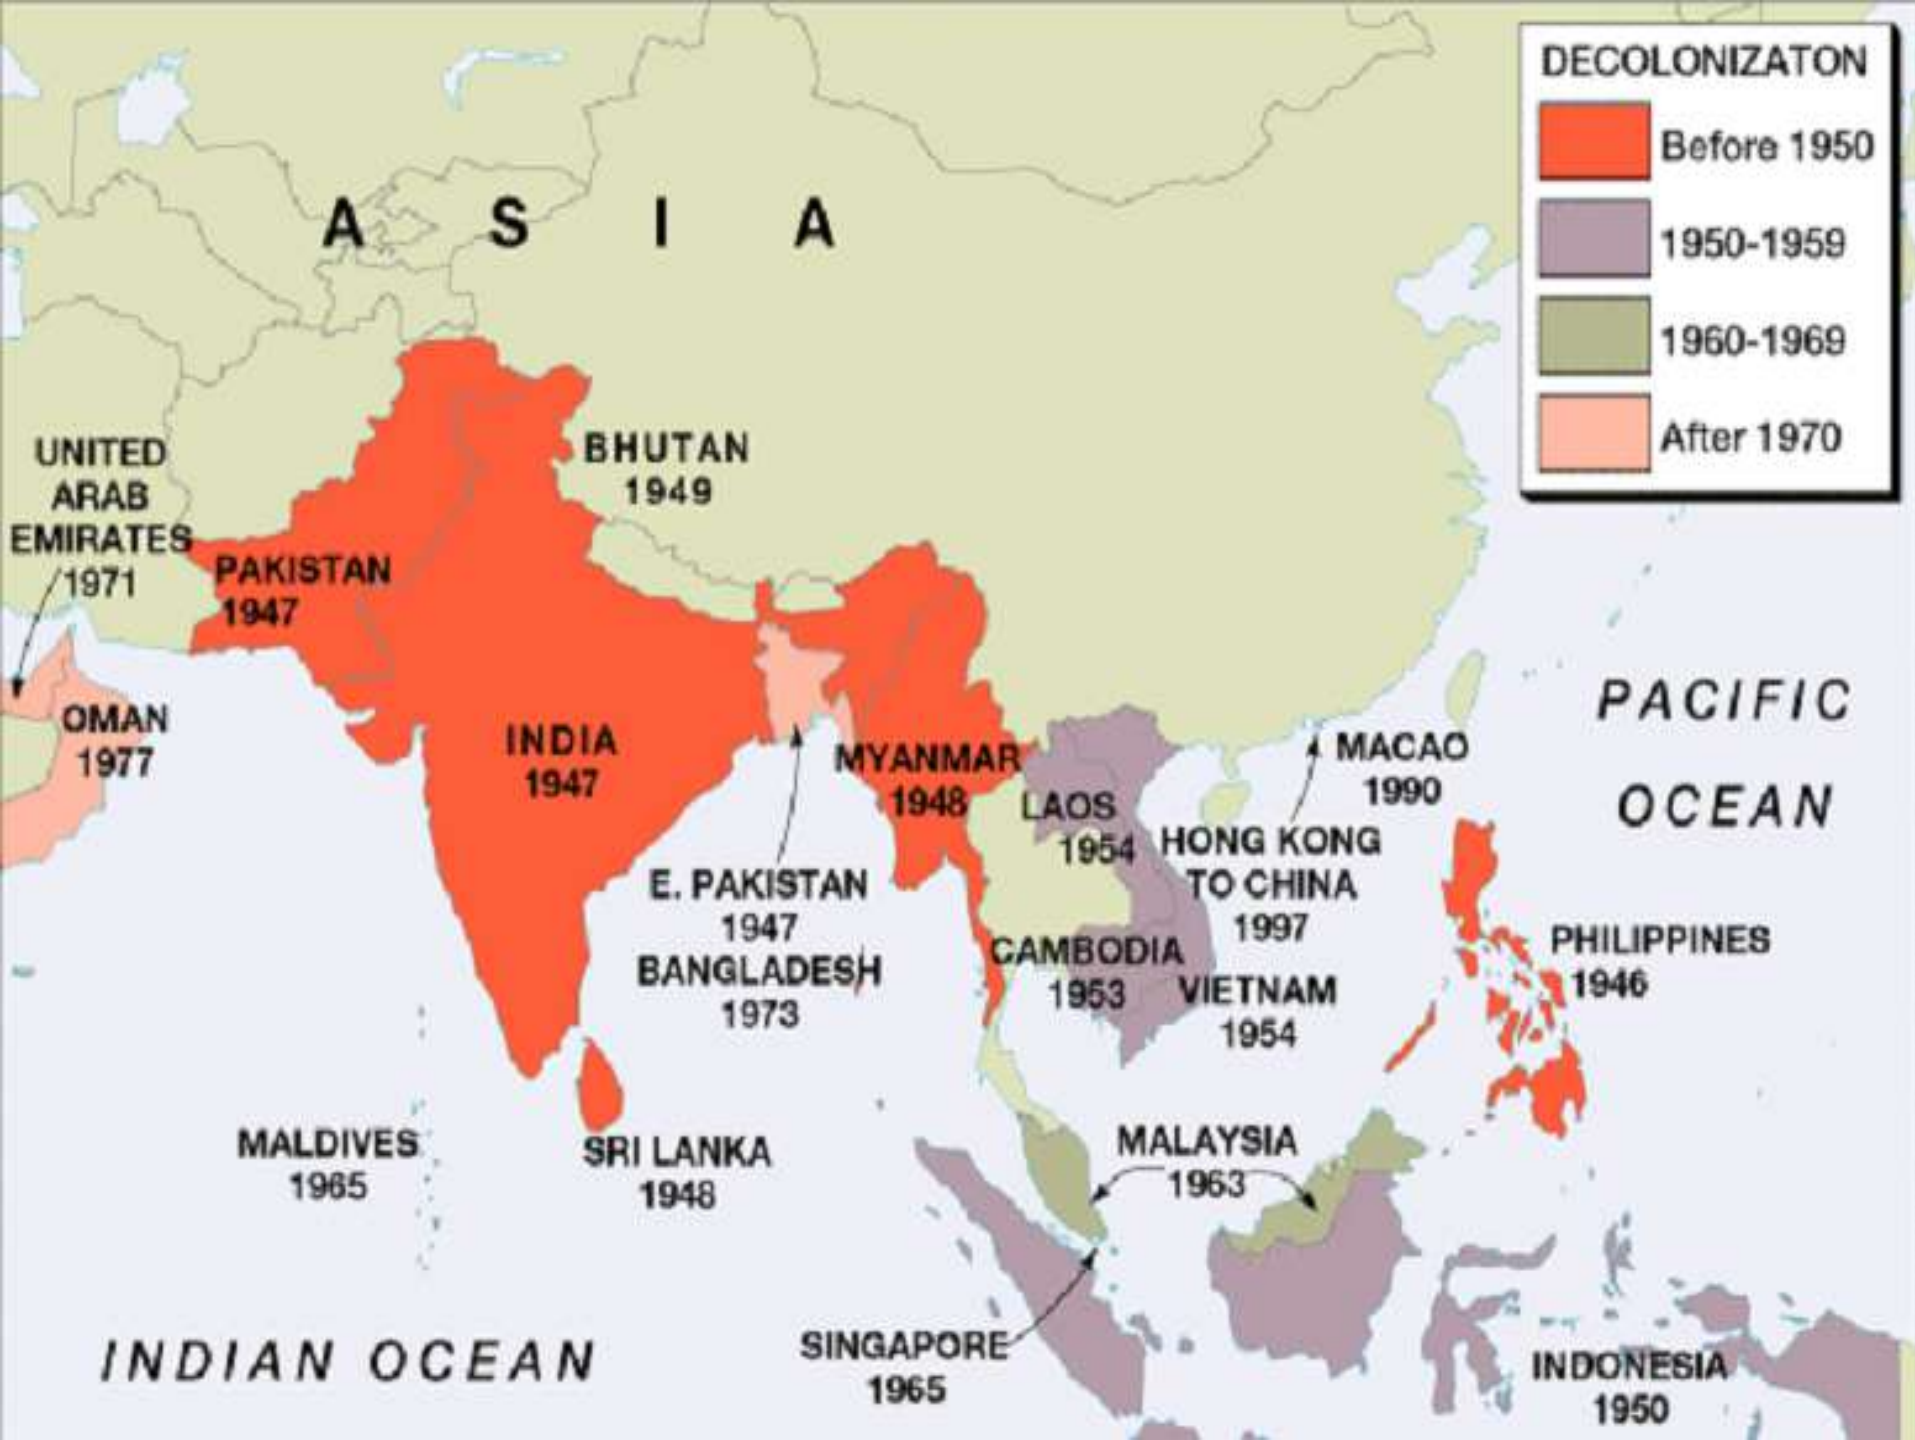 DECOLONIZATON
Before 1950
1950-1959
1960-1969
After 1970
A S I A
UNITED
ARAB
EMIRATES
1971
BHUTAN
1949
PAKISTAN
1947
OMAN
1977
INDIA
1947
MYANMAR
1948
LAOS
1954
MACAO
1990
HONG KONG
TO CHINA
1997
PACIFIC
OCEAN
E. PAKISTAN
1947
BANGLADESH
1973
CAMBODIA
1953
VIETNAM
1954
PHILIPPINES
1946
MALDIVES
1965
SRI LANKA
1948
MALAYSIA
1963
SINGAPORE
1965
INDIAN OCEAN
INDONESIA
1950